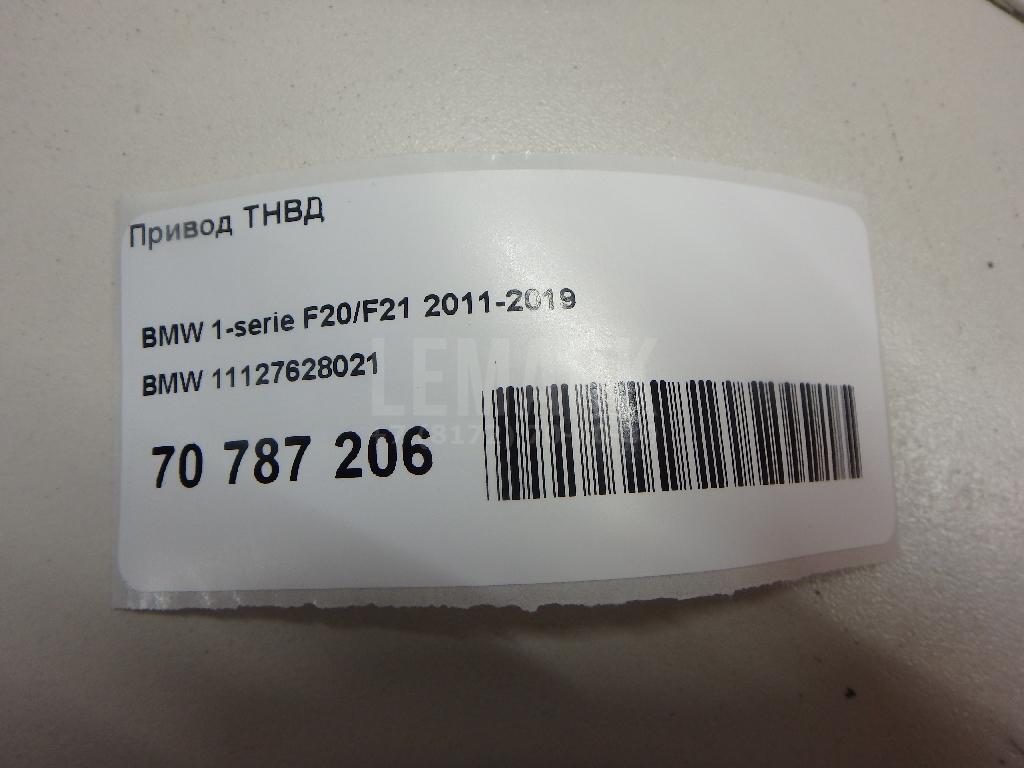 Привод ТНВД
BMW 1-serie F20/F21 2011-2019
BMW 11127628021
70 787 206